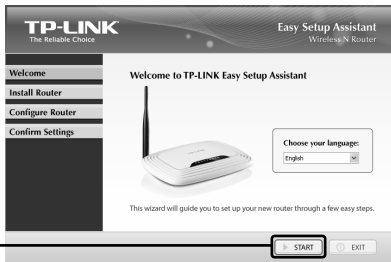 TP-LINK
The Reliable Choice
Easy Setup Assistant
Wireless N Router
Welcome
Install Router
Configure Router
Confirm Settings
Welcome to TP-LINK Easy Setup Assistant
Choose your language:
English
This wizard will guide you to set up your new router through a few easy steps.
START
EXIT